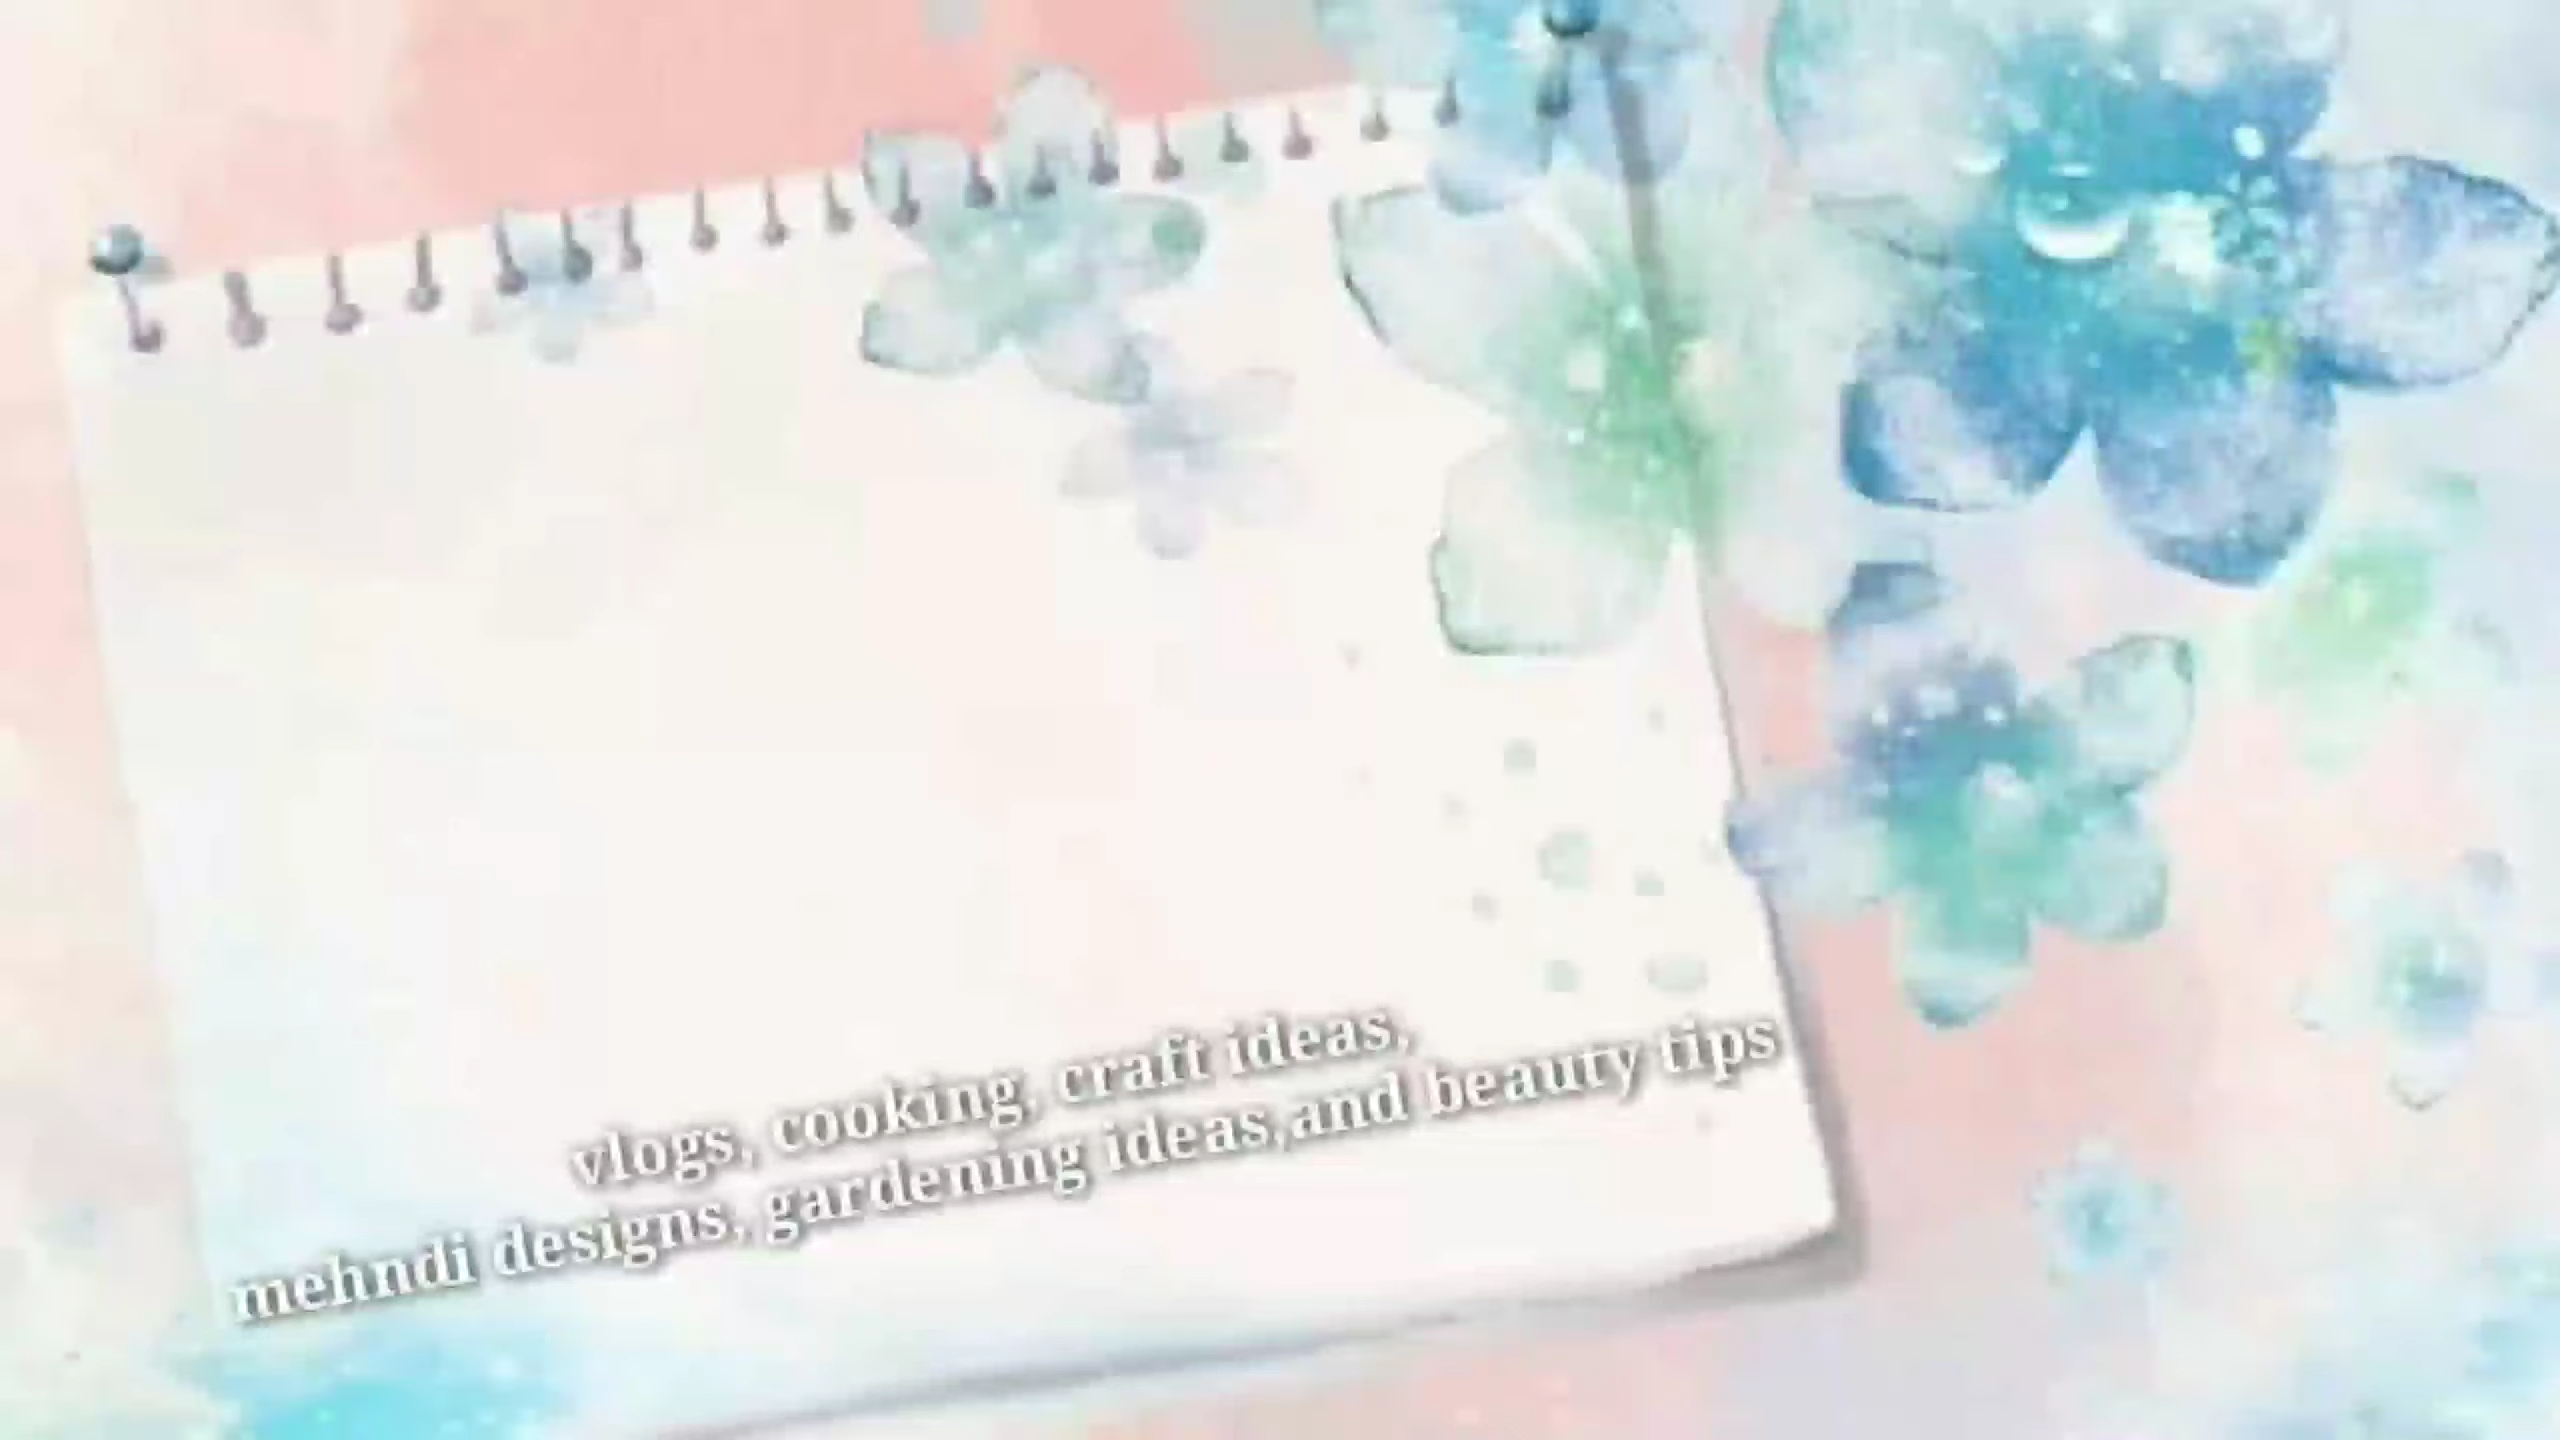 vlogs, cooking, craft ideas,
mehndi designs, gardening ideas,and beauty tips